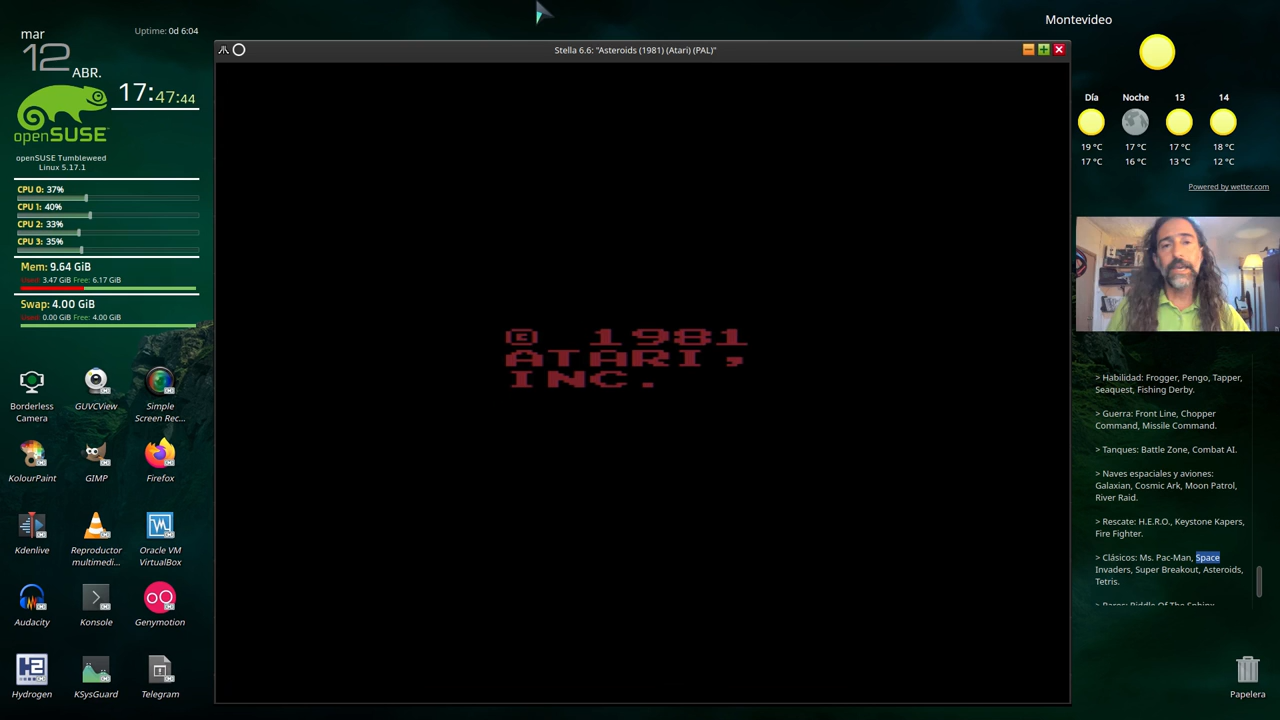 mar
12
ABR.
Uptime: 0d 6:04
17:47:44
openSUSE
openSUSE Tumbleweed
Linux 5.17.1
CPU 0: 37%
CPU 1: 40%
CPU 2: 33%
CPU 3: 35%
Mem: 9.64 GiB
Used: 3.47 GiB Free: 6.17 GiB
Swap: 4.00 GiB
Used: 0.00 GiB Free: 4.00 GiB
Borderless
Camera
GUVCView
Simple
Screen Rec...
KolourPaint
GIMP
Firefox
Kdenlive
Reproductor
multimedi...
Oracle VM
VirtualBox
Audacity
Konsole
Genymotion
Hydrogen
KSysGuard
Telegram
Stella 6.6: "Asteroids (1981) (Atari) (PAL)"
© 1981
ATARI,
INC.
Montevideo
Día
Noche
13
14
19 °C
17 °C
17 °C
18 °C
17 °C
16 °C
13 °C
12 °C
Powered by wetter.com
> Habilidad: Frogger, Pengo, Tapper,
Seaquest, Fishing Derby.
> Guerra: Front Line, Chopper
Command, Missile Command.
> Tanques: Battle Zone, Combat AI.
> Naves espaciales y aviones:
Galaxian, Cosmic Ark, Moon Patrol,
River Raid.
> Rescate: H.E.R.O., Keystone Kapers,
Fire Fighter.
> Clásicos: Ms. Pac-Man, Space
Invaders, Super Breakout, Asteroids,
Tetris.
> Raros: Riddle Of The Sphinx,
Papelera